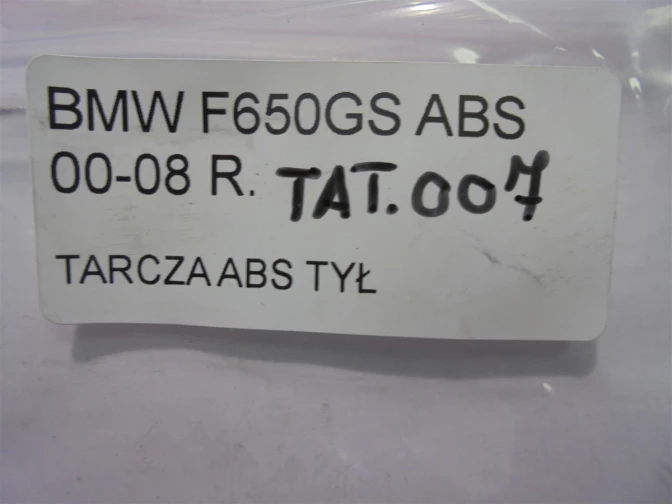 BMW F650GS ABS
00-08 R. TAT.007
TARCZA ABS TYŁ